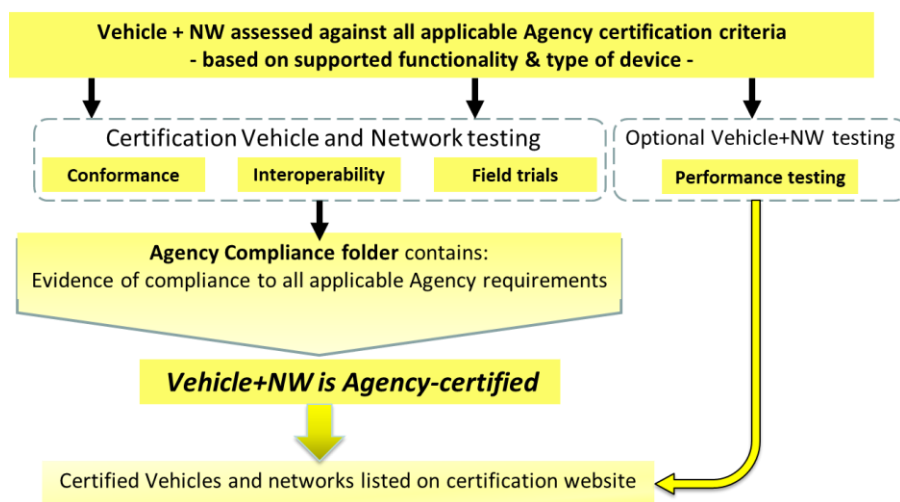 Vehicle + NW assessed against all applicable Agency certification criteria
- based on supported functionality & type of device -
Certification Vehicle and Network testing
Conformance
Interoperability
Field trials
Optional Vehicle+NW testing
Performance testing
Agency Compliance folder contains:
Evidence of compliance to all applicable Agency requirements
Vehicle+NW is Agency-certified
Certified Vehicles and networks listed on certification website